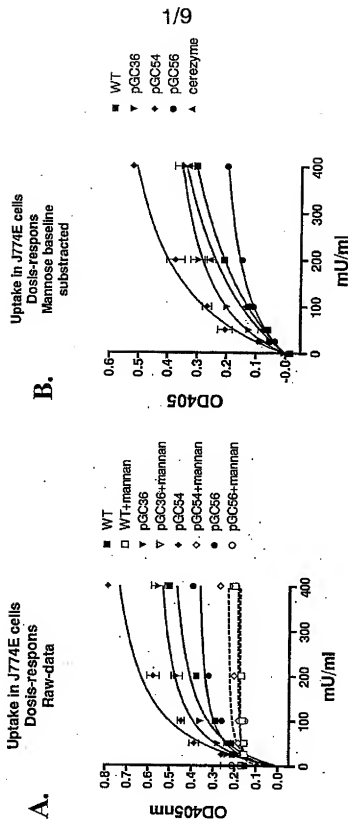 1/9
A.
Uptake in J774E cells
Dosis-respons
Raw-data
OD405nm
0.8
0.7
0.6
0.5
0.4
0.3
0.2
0.1
0.0
0
100
200
300
400
mU/ml
WT
WT+mannan
pGC36
pGC36+mannan
pGC54
pGC54+mannan
pGC56
pGC56+mannan
B.
Uptake in J774E cells
Dosis-respons
Mannose baseline
substracted
OD405
0.6
0.5
0.4
0.3
0.2
0.1
-0.0
0
100
200
300
400
mU/ml
WT
pGC36
pGC54
pGC56
cerezyme